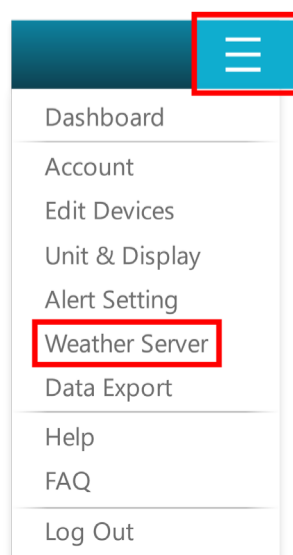 Dashboard
Account
Edit Devices
Unit & Display
Alert Setting
Weather Server
Data Export
Help
FAQ
Log Out